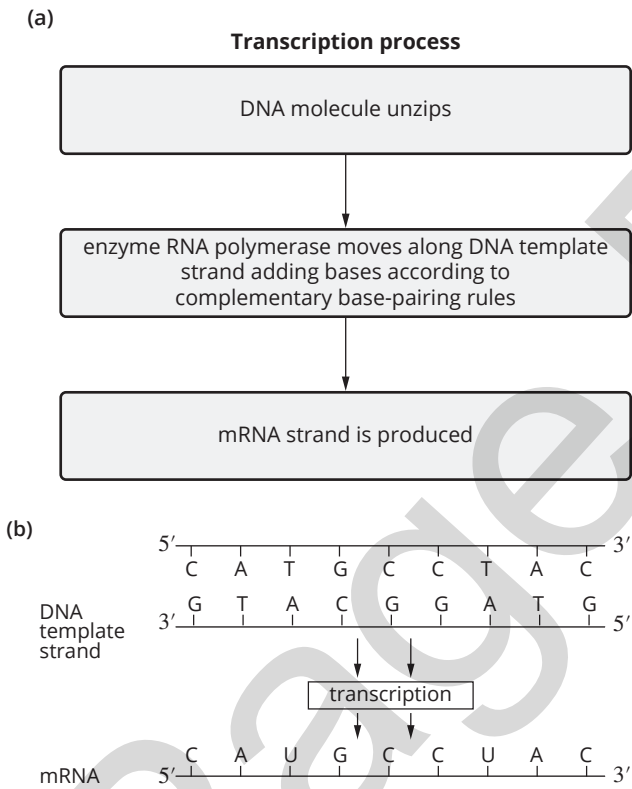 (a)
Transcription process
DNA molecule unzips
enzyme RNA polymerase moves along DNA template
strand adding bases according to
complementary base-pairing rules
mRNA strand is produced
(b)
5′ 3′
C A T G C C T A C
G T A C G G A T G
DNA 3′ 5′
template
strand
transcription
C A U G C C U A C
mRNA 5′ 3′